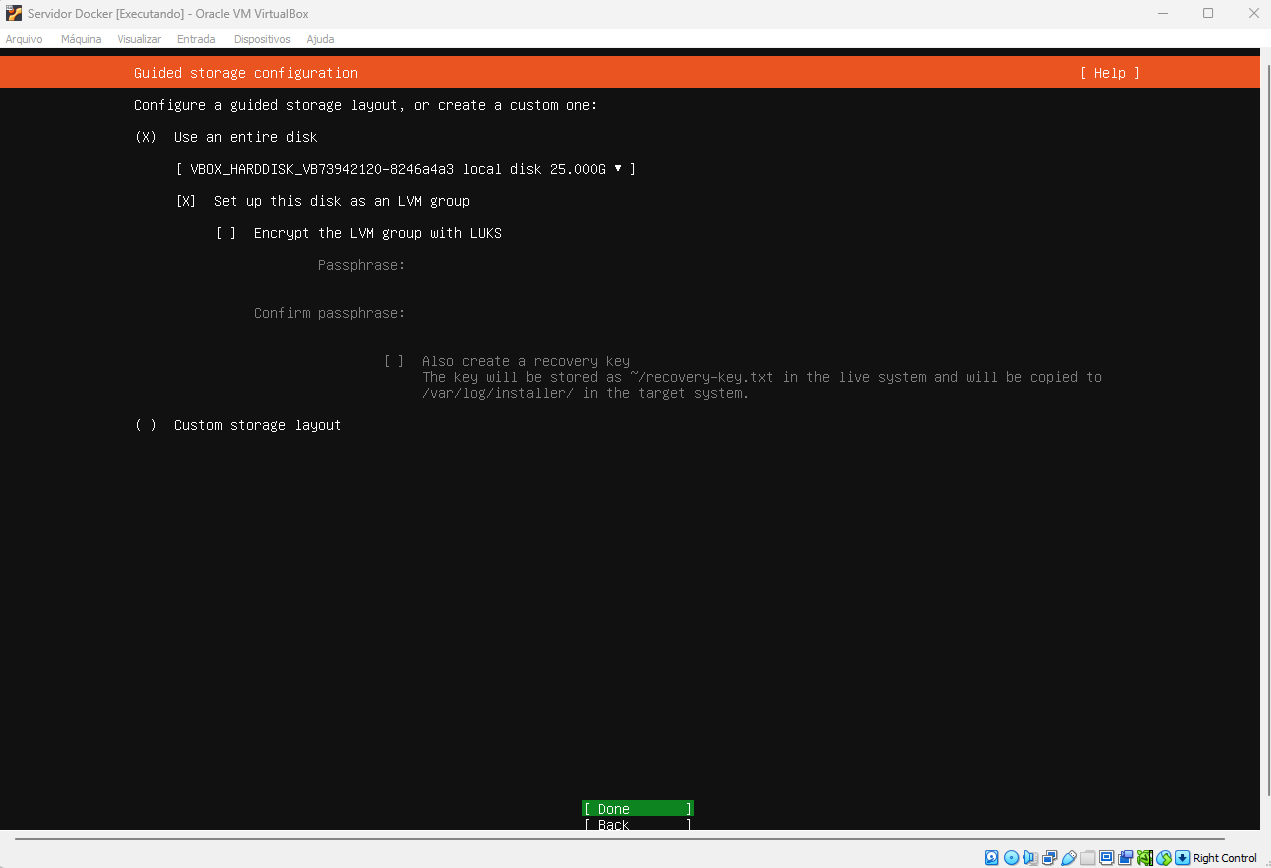 Servidor Docker [Executando] - Oracle VM VirtualBox
Arquivo Máquina Visualizar Entrada Dispositivos Ajuda
Guided storage configuration [ Help ]
Configure a guided storage layout, or create a custom one:
(X) Use an entire disk
[ VBOX_HARDDISK_VB73942120-8246a4a3 local disk 25.000G ▾ ]
[X] Set up this disk as an LVM group
[ ] Encrypt the LVM group with LUKS
Passphrase:
Confirm passphrase:
[ ] Also create a recovery key
The key will be stored as ~/recovery-key.txt in the live system and will be copied to
/var/log/installer/ in the target system.
( ) Custom storage layout
[ Done ]
[ Back ]
Right Control